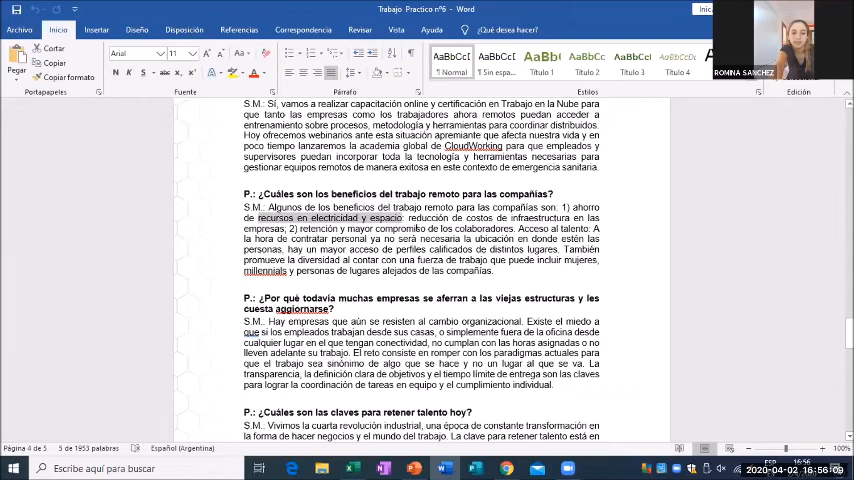 Trabajo Practico nº6 - Word
Inic.
Archivo Inicio Insertar Diseño Disposición Referencias Correspondencia Revisar Vista Ayuda ¿Qué desea hacer?
Pegar
Cortar
Copiar
Copiar formato
Portapapeles
Arial 11
N K S abc x₂ x²
Fuente
Párrafo
AaBbCcI AaBbCcI AaBbC AaBbCc AaBbCcI AaBbCcL
¶ Normal ¶ Sin espa... Título 1 Título 2 Título 3 Título 4
Estilos
Edición
ROMINA SANCHEZ
S.M.: Sí, vamos a realizar capacitación online y certificación en Trabajo en la Nube para
que tanto las empresas como los trabajadores ahora remotos puedan acceder a
entrenamiento sobre procesos, metodología y herramientas para coordinar distribuidos.
Hoy ofrecemos webinarios ante esta situación apremiante que afecta nuestra vida y en
poco tiempo lanzaremos la academia global de CloudWorking para que empleados y
supervisores puedan incorporar toda la tecnología y herramientas necesarias para
gestionar equipos remotos de manera exitosa en este contexto de emergencia sanitaria.
P.: ¿Cuáles son los beneficios del trabajo remoto para las compañías?
S.M.: Algunos de los beneficios del trabajo remoto para las compañías son: 1) ahorro
de recursos en electricidad y espacio: reducción de costos de infraestructura en las
empresas; 2) retención y mayor compromiso de los colaboradores. Acceso al talento: A
la hora de contratar personal ya no será necesaria la ubicación en donde estén las
personas, hay un mayor acceso de perfiles calificados de distintos lugares. También
promueve la diversidad al contar con una fuerza de trabajo que puede incluir mujeres,
millennials y personas de lugares alejados de las compañías.
P.: ¿Por qué todavía muchas empresas se aferran a las viejas estructuras y les
cuesta aggiornarse?
S.M.: Hay empresas que aún se resisten al cambio organizacional. Existe el miedo a
que si los empleados trabajan desde sus casas, o simplemente fuera de la oficina desde
cualquier lugar en el que tengan conectividad, no cumplan con las horas asignadas o no
lleven adelante su trabajo. El reto consiste en romper con los paradigmas actuales para
que el trabajo sea sinónimo de algo que se hace y no un lugar al que se va. La
transparencia, la definición clara de objetivos y el tiempo límite de entrega son las claves
para lograr la coordinación de tareas en equipo y el cumplimiento individual.
P.: ¿Cuáles son las claves para retener talento hoy?
S.M.: Vivimos la cuarta revolución industrial, una época de constante transformación en
la forma de hacer negocios y el mundo del trabajo. La clave para retener talento está en
Página 4 de 5 5 de 1953 palabras Español (Argentina) 100%
Escribe aquí para buscar
ESP 16:56
2020-04-02 16:56:09